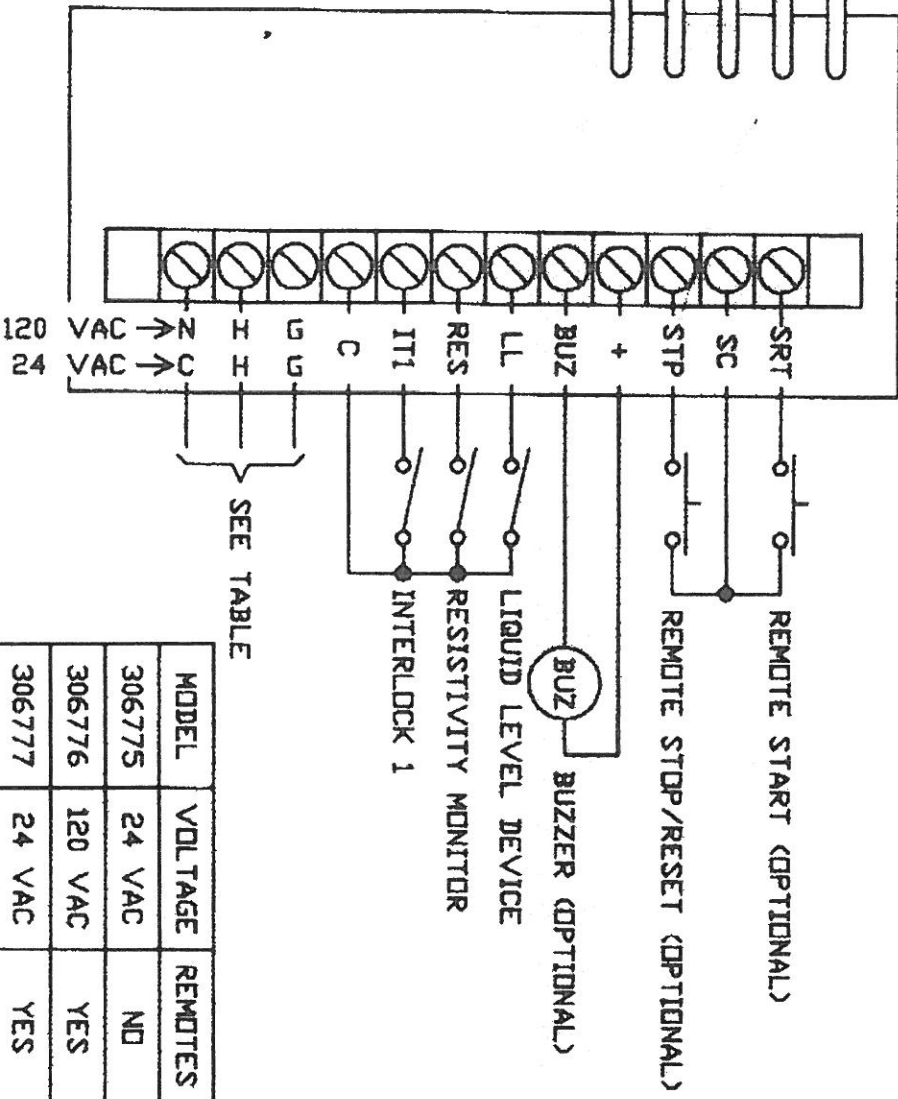 120 VAC → N H G
24 VAC → C H G
C
IT1
RES
LL
BUZ
+
STP
SC
SRT
SEE TABLE
INTERLOCK 1
RESISTIVITY MONITOR
LIQUID LEVEL DEVICE
BUZ
BUZZER (OPTIONAL)
REMOTE STOP/RESET (OPTIONAL)
REMOTE START (OPTIONAL)
MODEL VOLTAGE REMOTES
306775 24 VAC NO
306776 120 VAC YES
306777 24 VAC YES